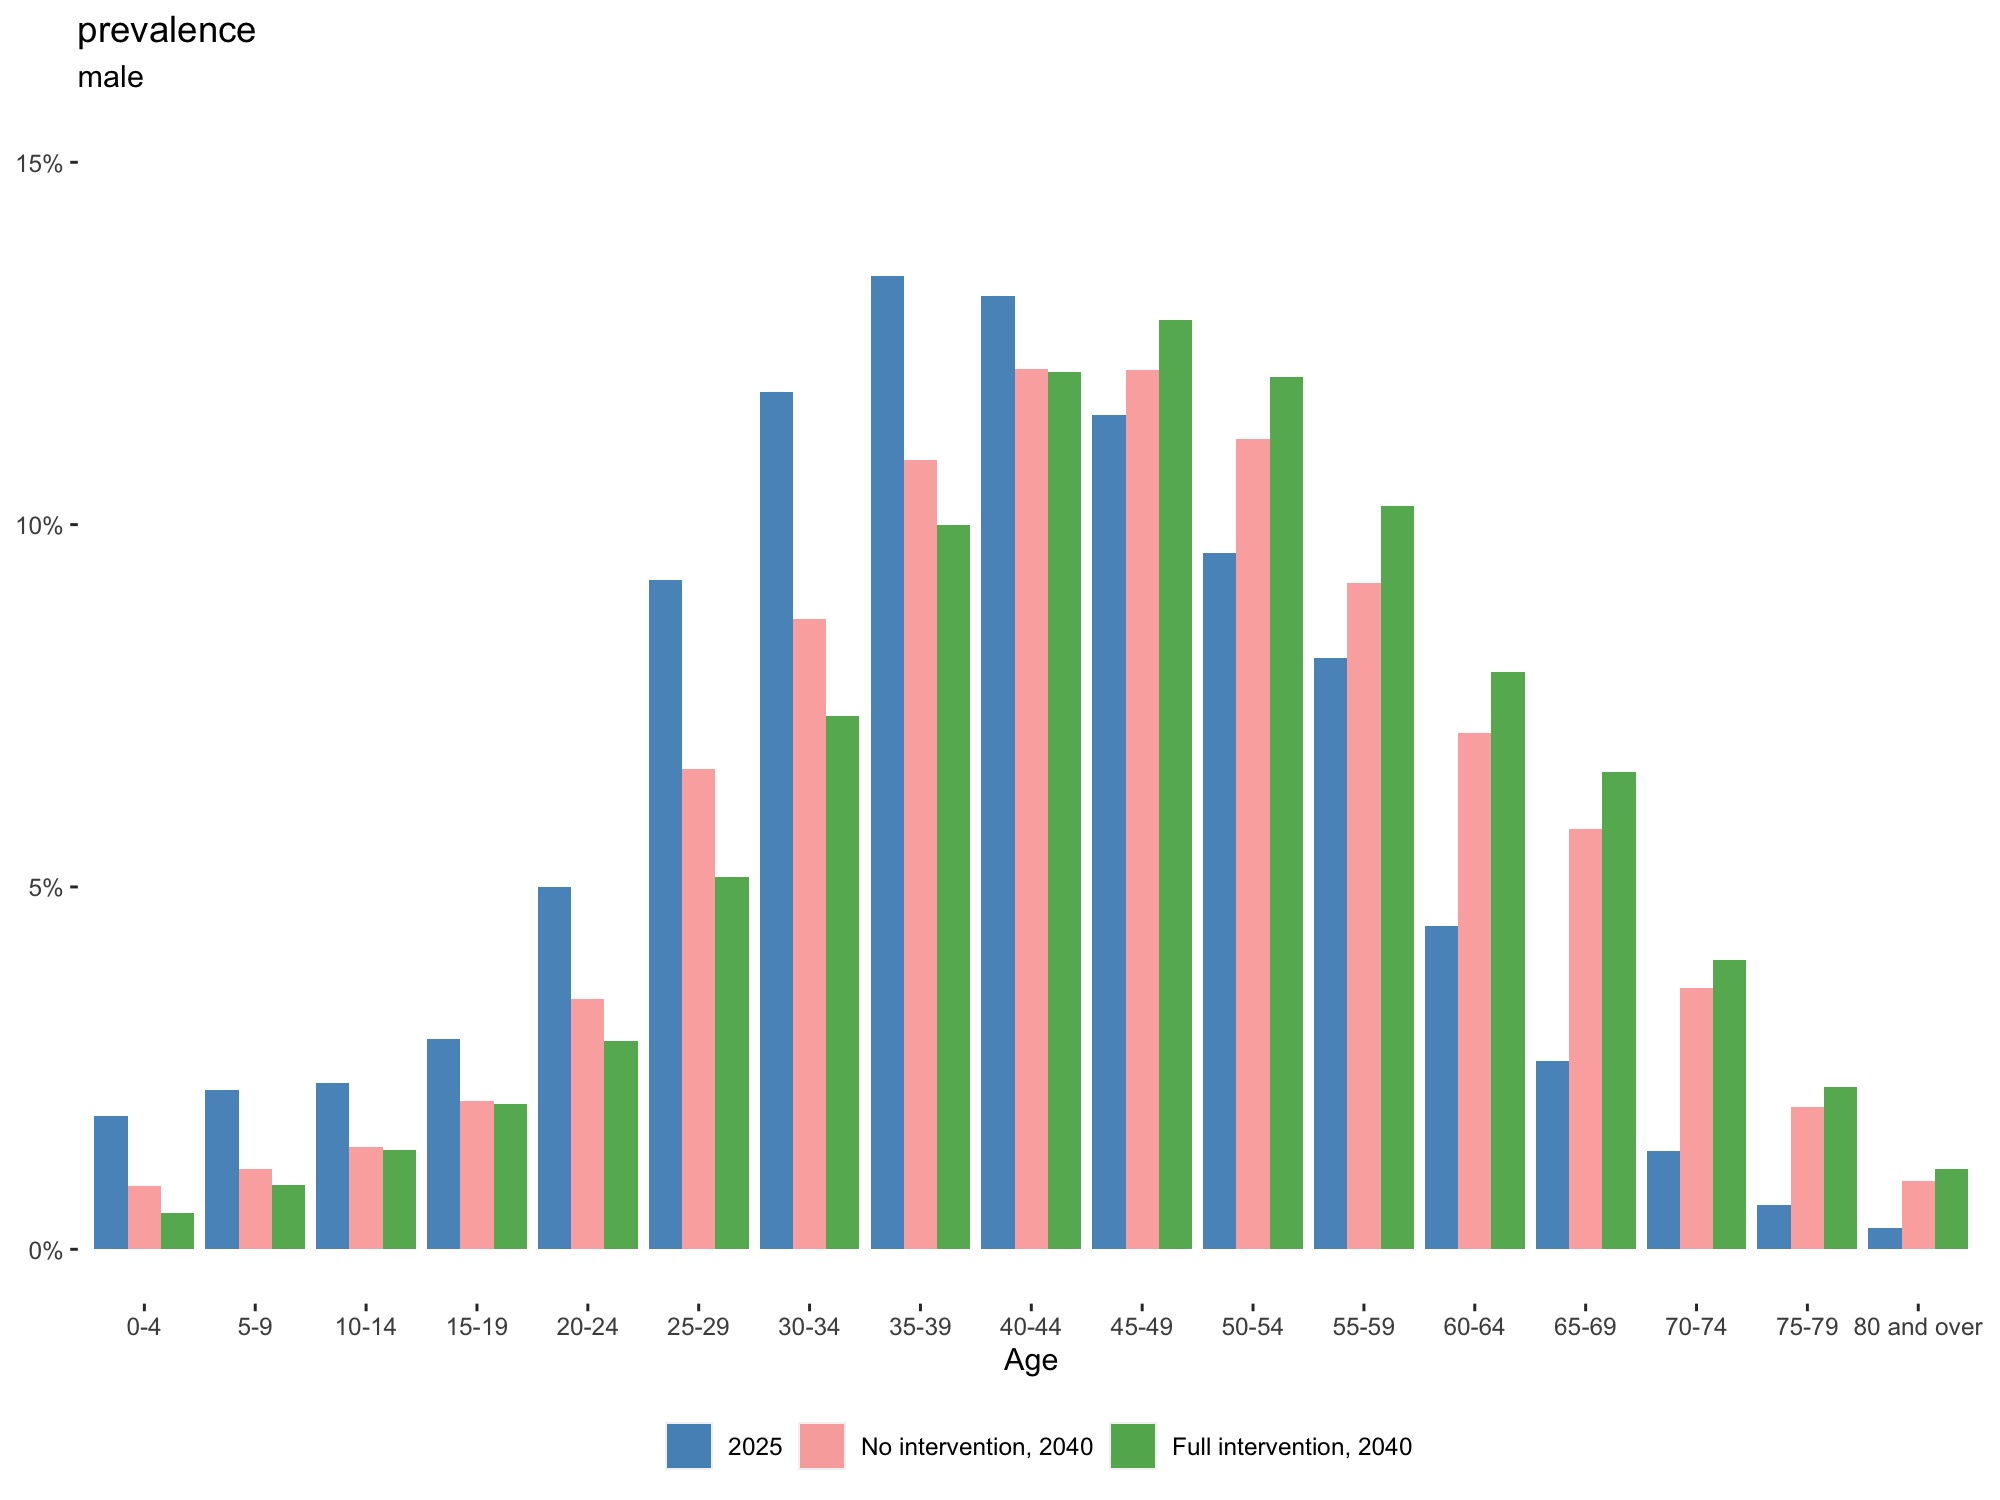 prevalence
male
15%
10%
5%
0%
0-4 5-9 10-14 15-19 20-24 25-29 30-34 35-39 40-44 45-49 50-54 55-59 60-64 65-69 70-74 75-79 80 and over
Age
2025 No intervention, 2040 Full intervention, 2040